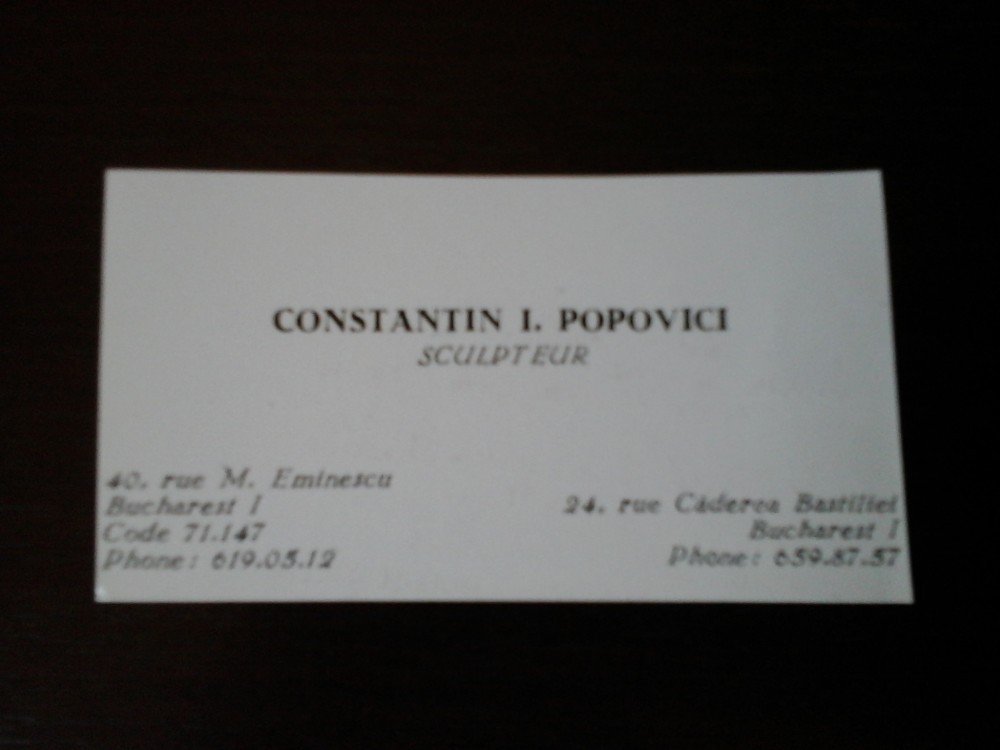 CONSTANTIN I. POPOVICI
SCULPTEUR
40. rue M. Eminescu
Bucharest I
Code 71.147
Phone: 619.05.12
24. rue Căderea Bastiliei
Bucharest I
Phone: 659.87.57